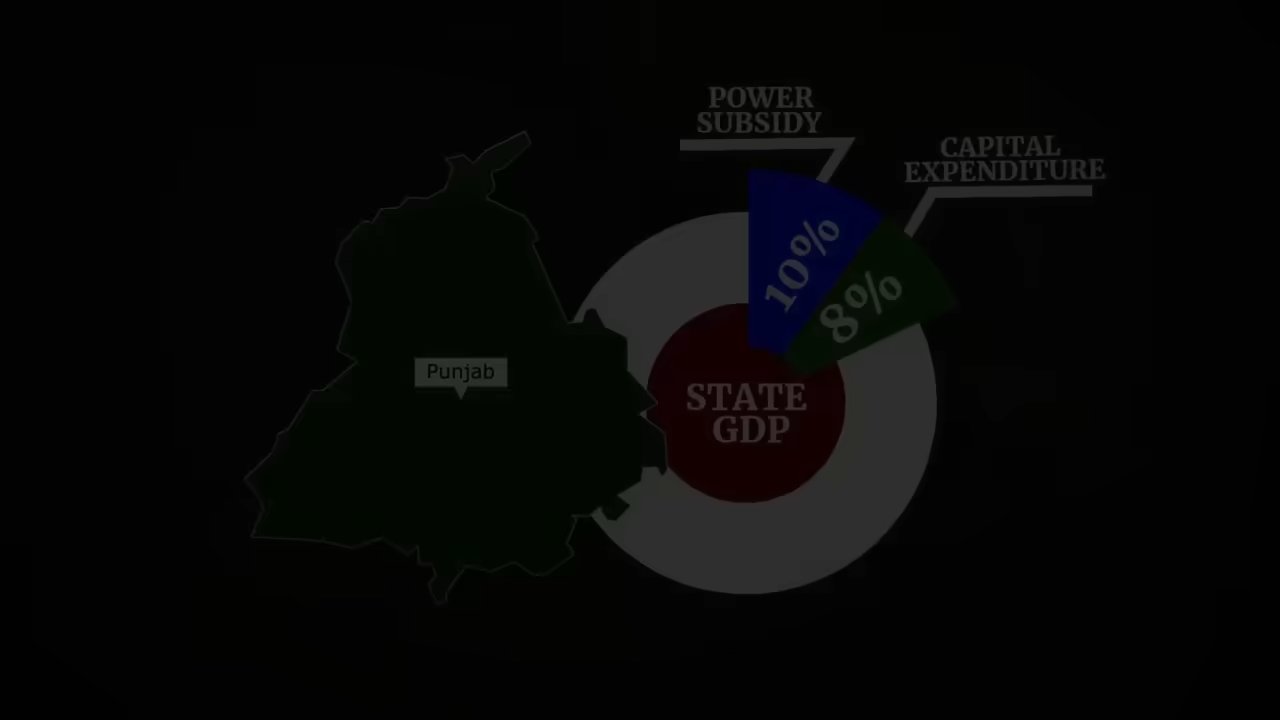 POWER
SUBSIDY
CAPITAL
EXPENDITURE
10%
8%
Punjab
STATE
GDP